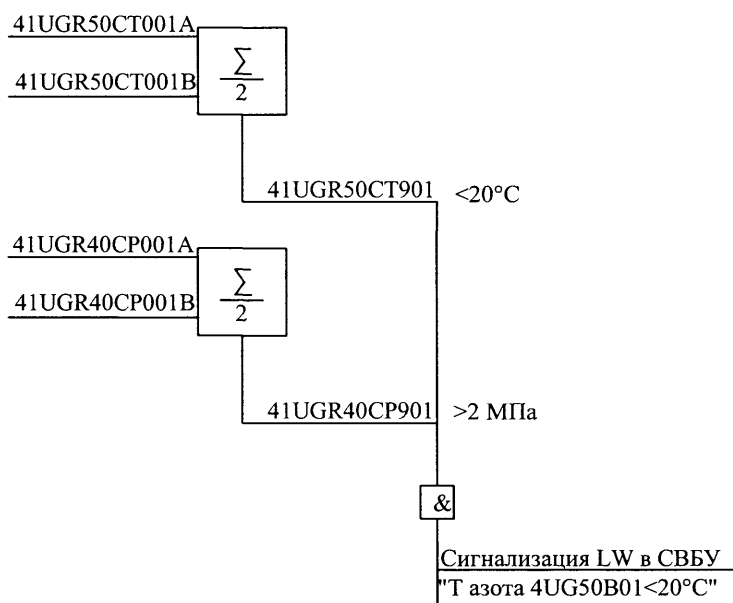 41UGR50CT001A
∑
2
41UGR50CT001B
41UGR50CT901 <20°C
41UGR40CP001A
∑
2
41UGR40CP001B
41UGR40CP901 >2 МПа
&
Сигнализация LW в СВБУ
"Т азота 4UG50B01<20°C"